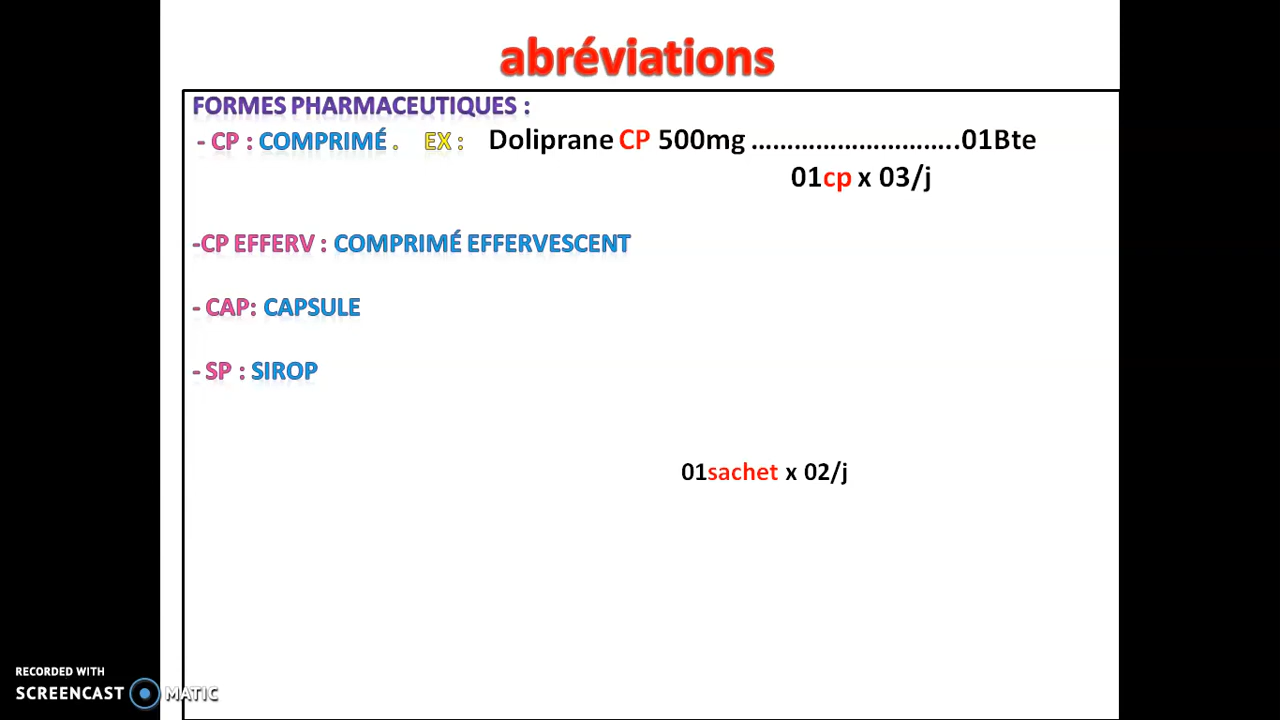 abréviations
FORMES PHARMACEUTIQUES :
- CP : COMPRIMÉ . EX : Doliprane CP 500mg ...............................01Bte
01cp x 03/j
-CP EFFERV : COMPRIMÉ EFFERVESCENT
- CAP: CAPSULE
- SP : SIROP
01sachet x 02/j
RECORDED WITH
SCREENCAST MATIC